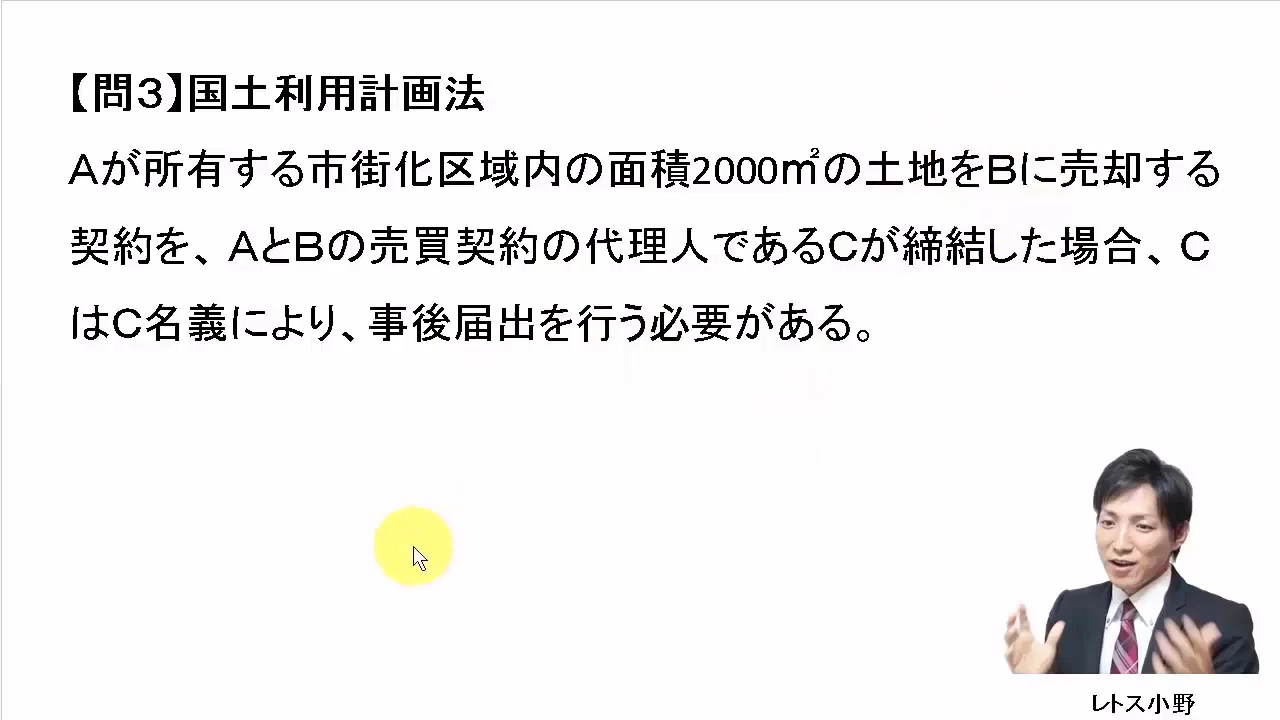 【問３】国土利用計画法
Ａが所有する市街化区域内の面積2000㎡の土地をＢに売却する
契約を、ＡとＢの売買契約の代理人であるＣが締結した場合、Ｃ
はＣ名義により、事後届出を行う必要がある。
レトス小野